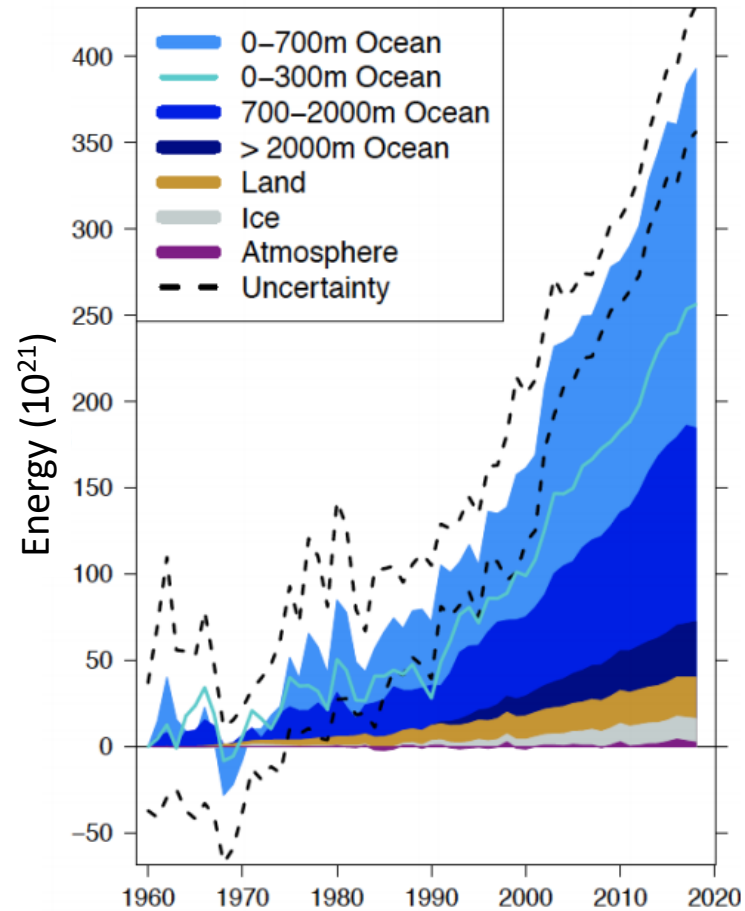 0–700m Ocean
0–300m Ocean
700–2000m Ocean
> 2000m Ocean
Land
Ice
Atmosphere
Uncertainty
Energy (10²¹)
400
350
300
250
200
150
100
50
0
−50
1960 1970 1980 1990 2000 2010 2020